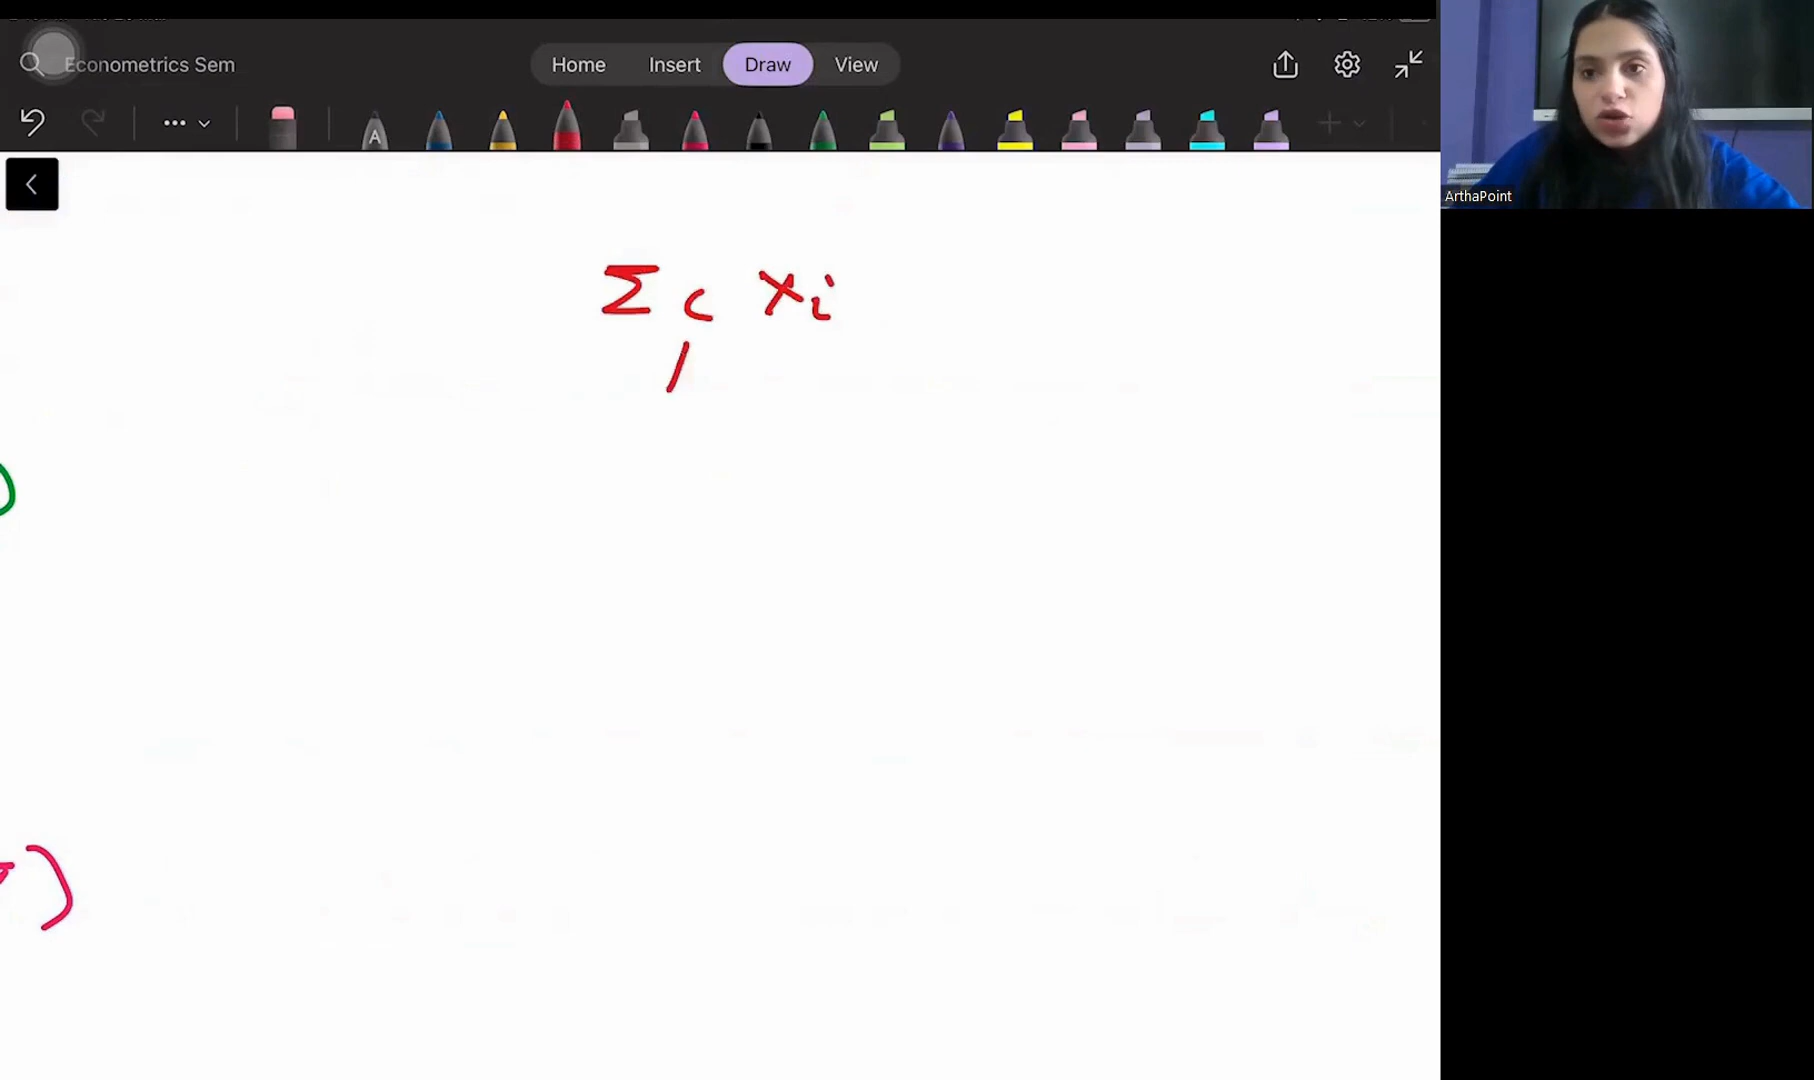 Econometrics Sem
Home Insert Draw View
A
ArthaPoint
Σ c xi
)
)